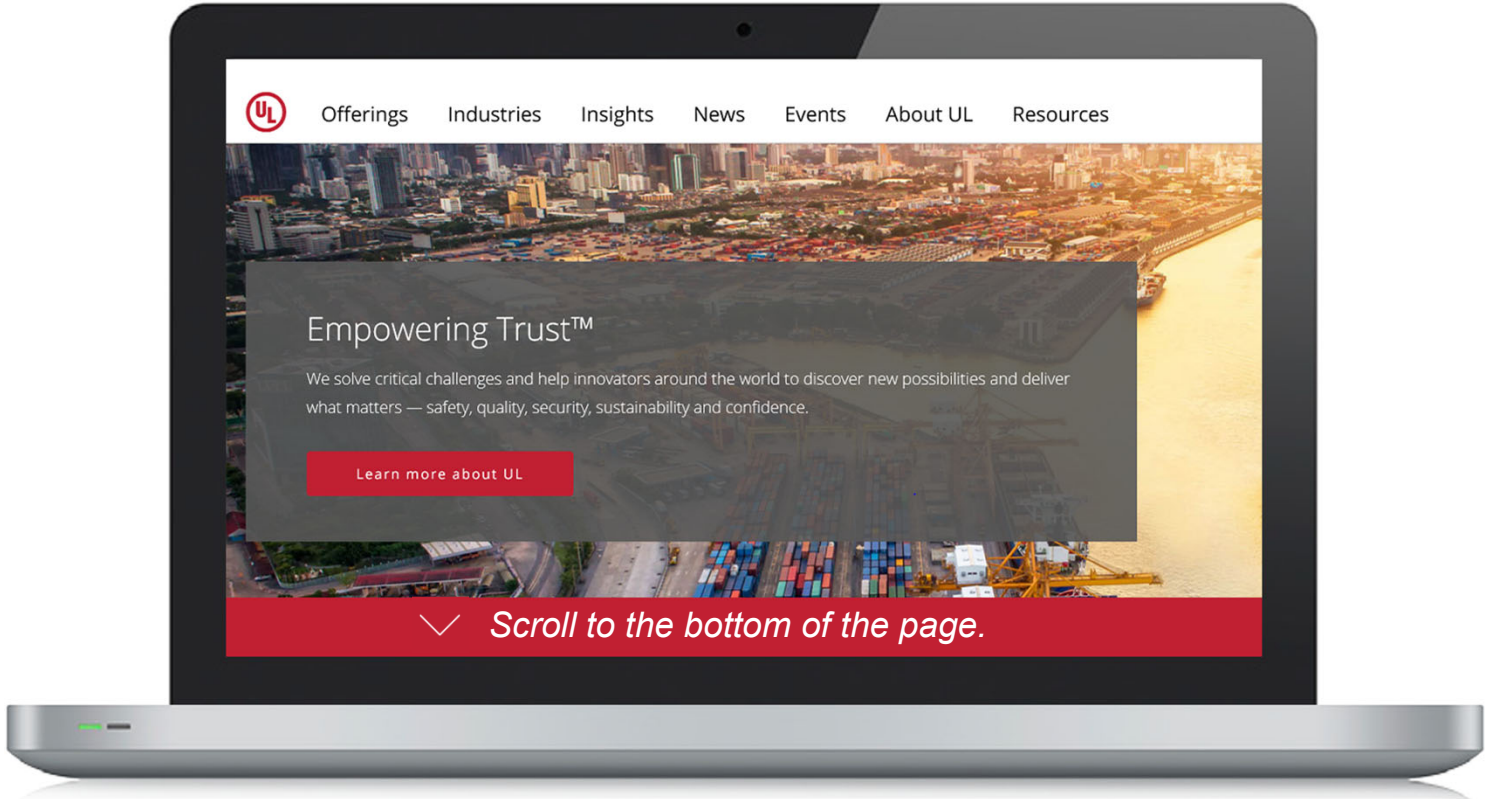 UL
Offerings Industries Insights News Events About UL Resources
Empowering Trust™
We solve critical challenges and help innovators around the world to discover new possibilities and deliver
what matters — safety, quality, security, sustainability and confidence.
Learn more about UL
Scroll to the bottom of the page.